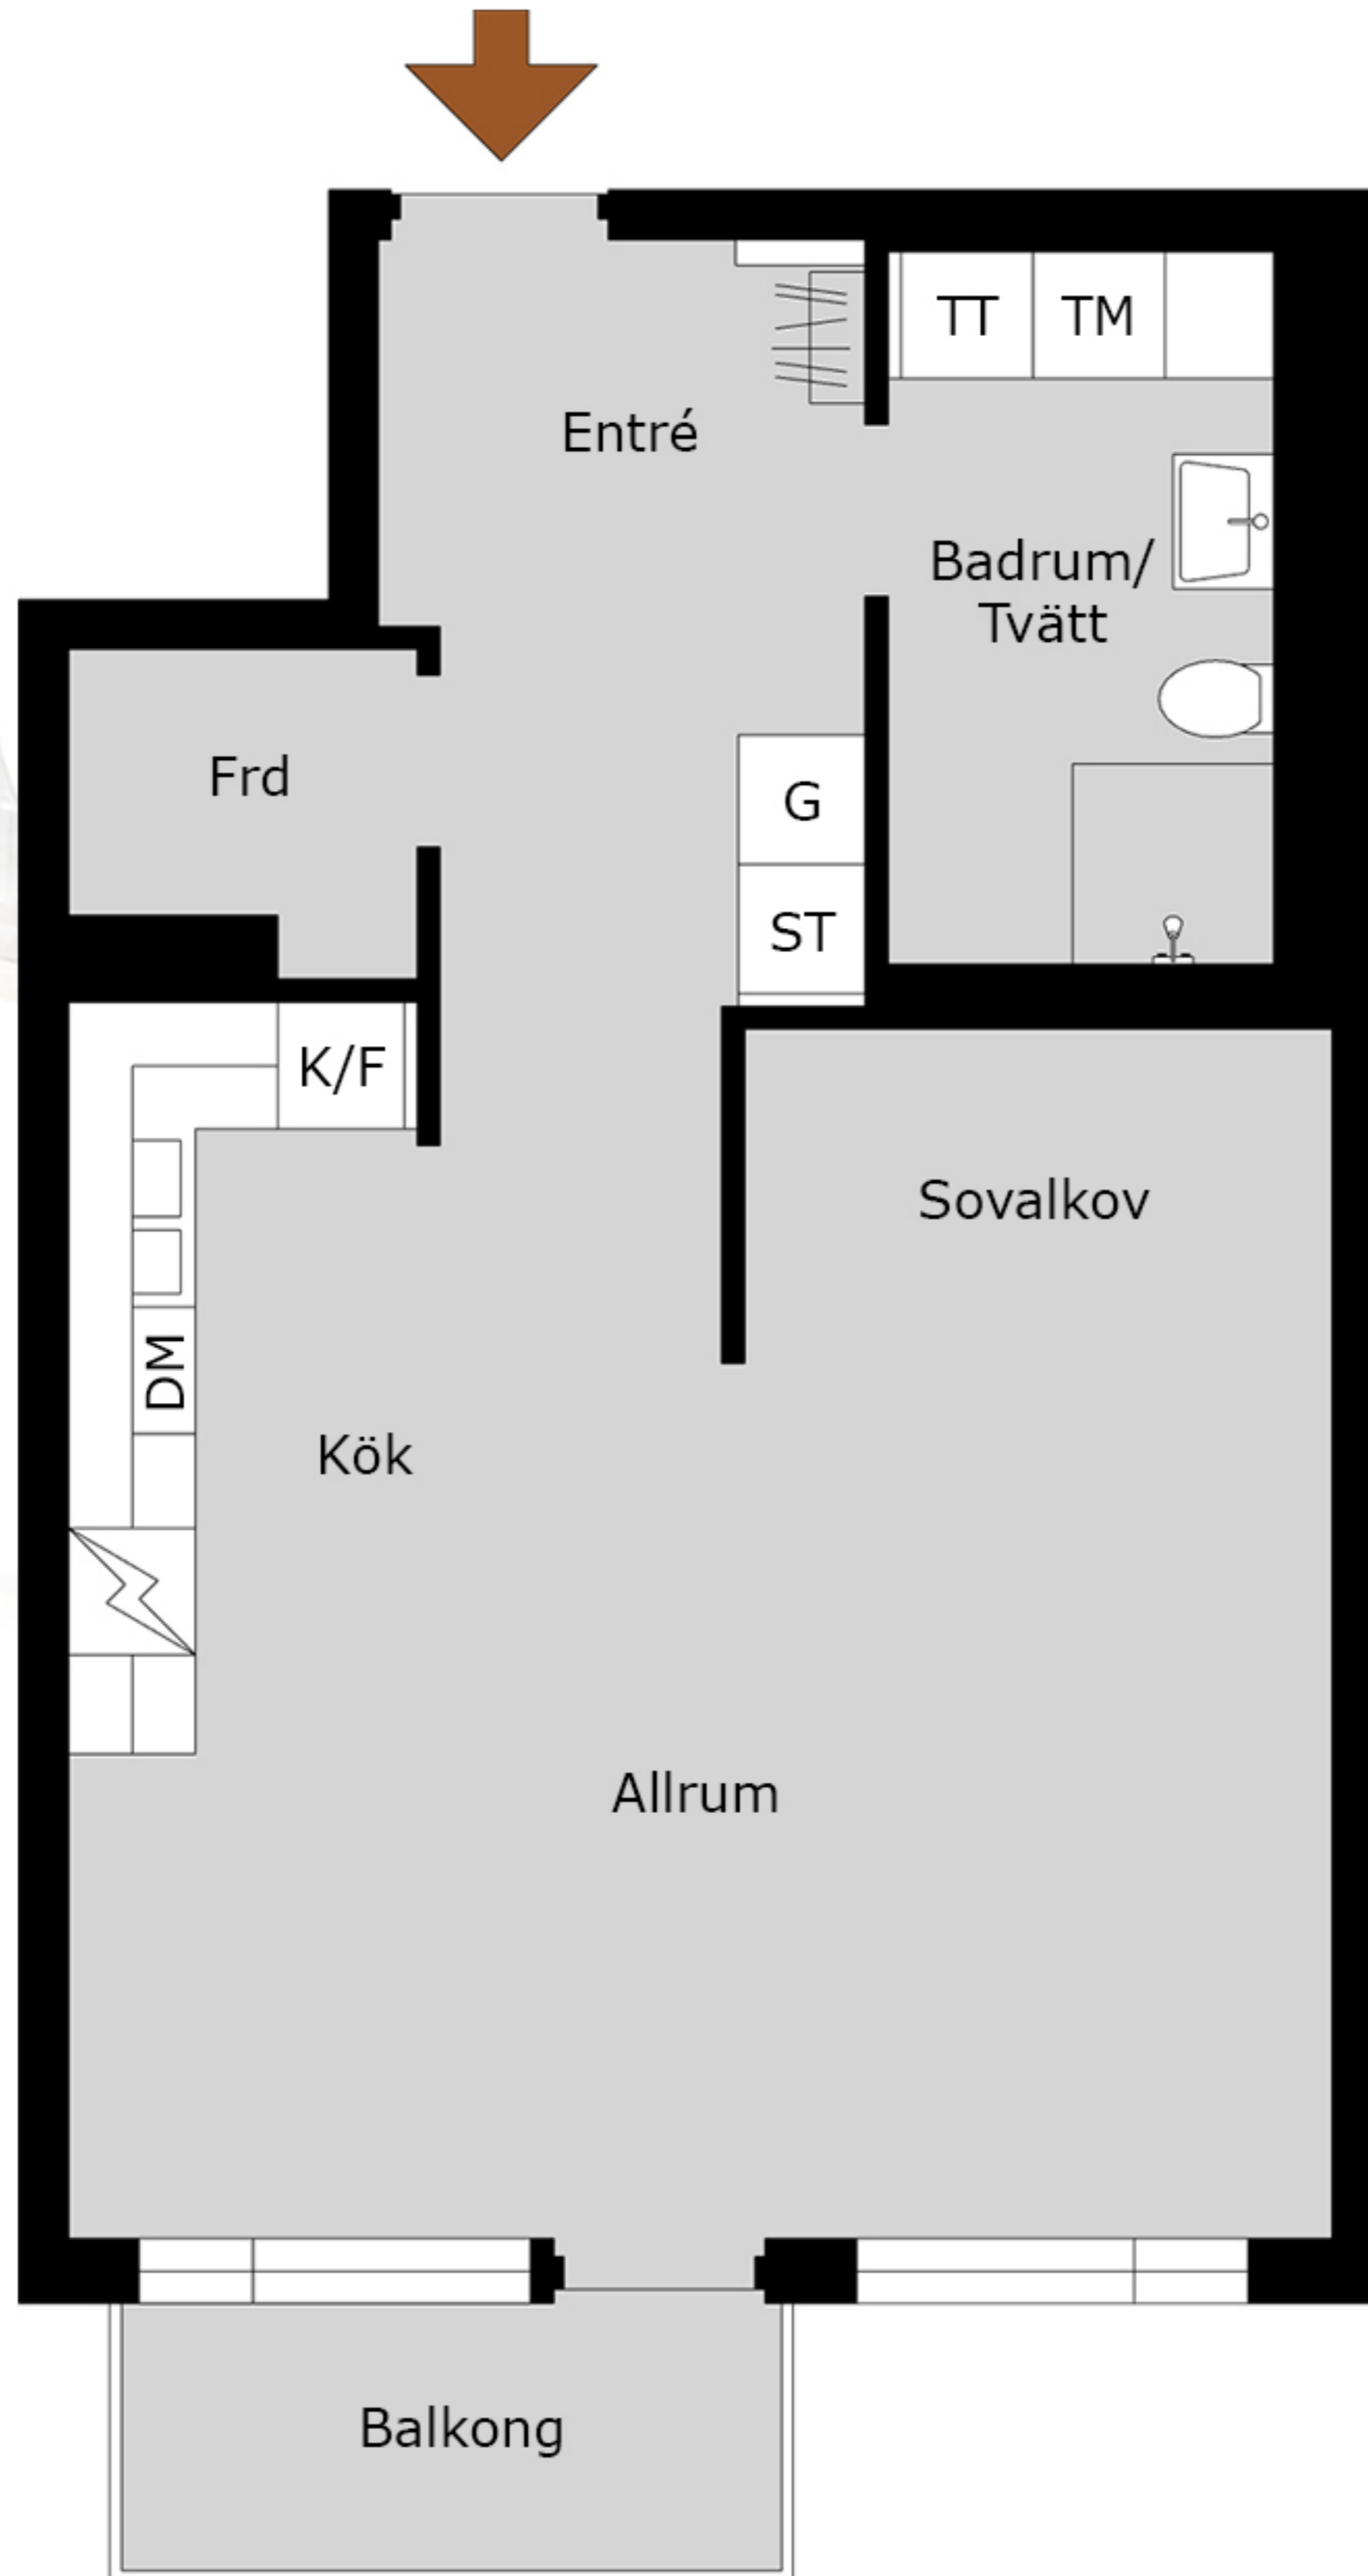 TT TM
Entré
Badrum/
Tvätt
Frd
G
ST
K/F
Sovalkov
DM
Kök
Allrum
Balkong